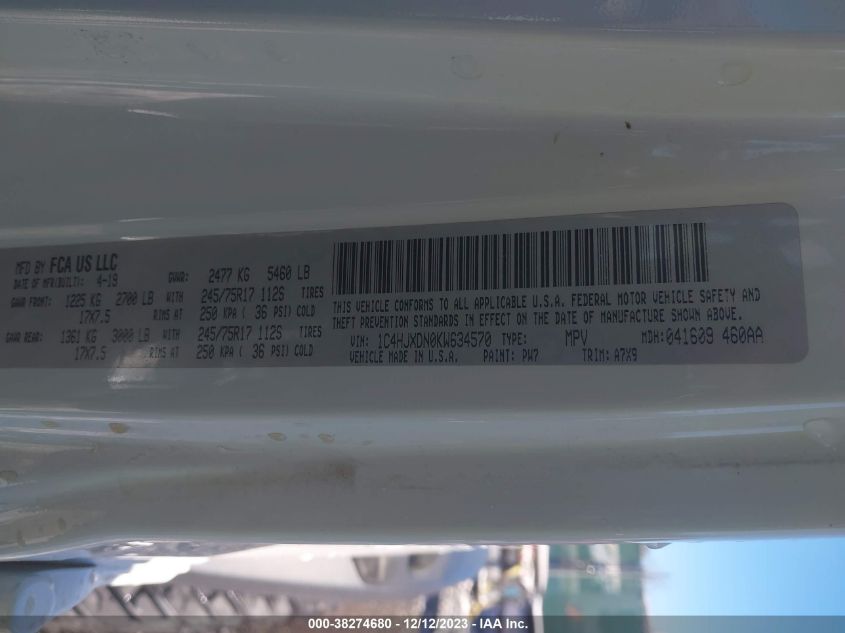 MFD BY FCA US LLC
DATE OF MFR(BUILT): 4-19
GVWR: 2477 KG 5460 LB
GAWR FRONT: 1225 KG 2700 LB WITH 245/75R17 112S TIRES
17X7.5 RIMS AT 250 KPA ( 36 PSI) COLD
GAWR REAR: 1361 KG 3000 LB WITH 245/75R17 112S TIRES
17X7.5 RIMS AT 250 KPA ( 36 PSI) COLD
THIS VEHICLE CONFORMS TO ALL APPLICABLE U.S.A. FEDERAL MOTOR VEHICLE SAFETY AND
THEFT PREVENTION STANDARDS IN EFFECT ON THE DATE OF MANUFACTURE SHOWN ABOVE.
VIN: 1C4HJXDN0KW634570 TYPE: MPV MDH:041609 460AA
VEHICLE MADE IN U.S.A. PAINT: PW7 TRIM: A7X9
000-38274680 - 12/12/2023 - IAA Inc.